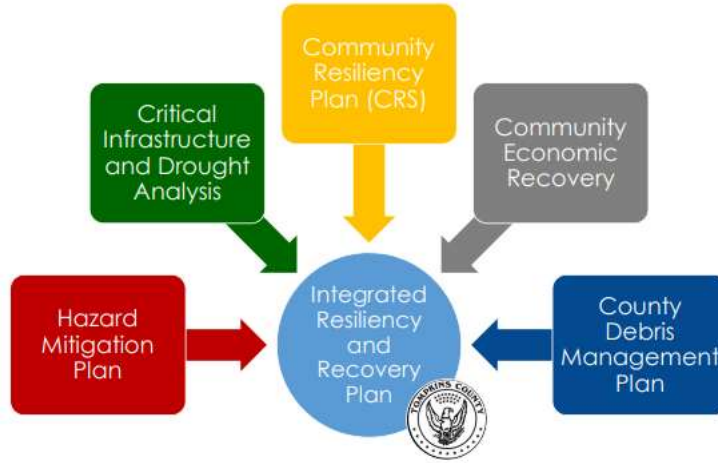 Community
Resiliency
Plan (CRS)
Critical
Infrastructure
and Drought
Analysis
Community
Economic
Recovery
Hazard
Mitigation
Plan
Integrated
Resiliency
and
Recovery
Plan
County
Debris
Management
Plan
TOMPKINS COUNTY